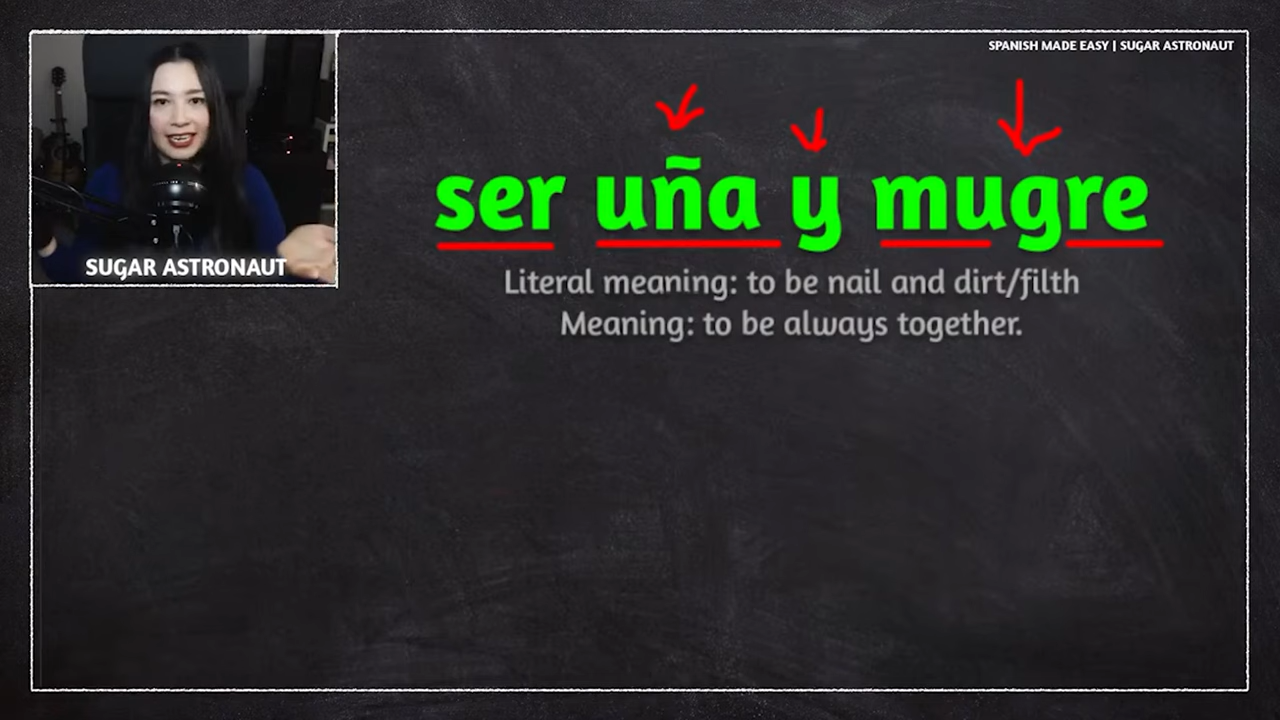 SPANISH MADE EASY | SUGAR ASTRONAUT
ser uña y mugre
Literal meaning: to be nail and dirt/filth
Meaning: to be always together.
SUGAR ASTRONAUT